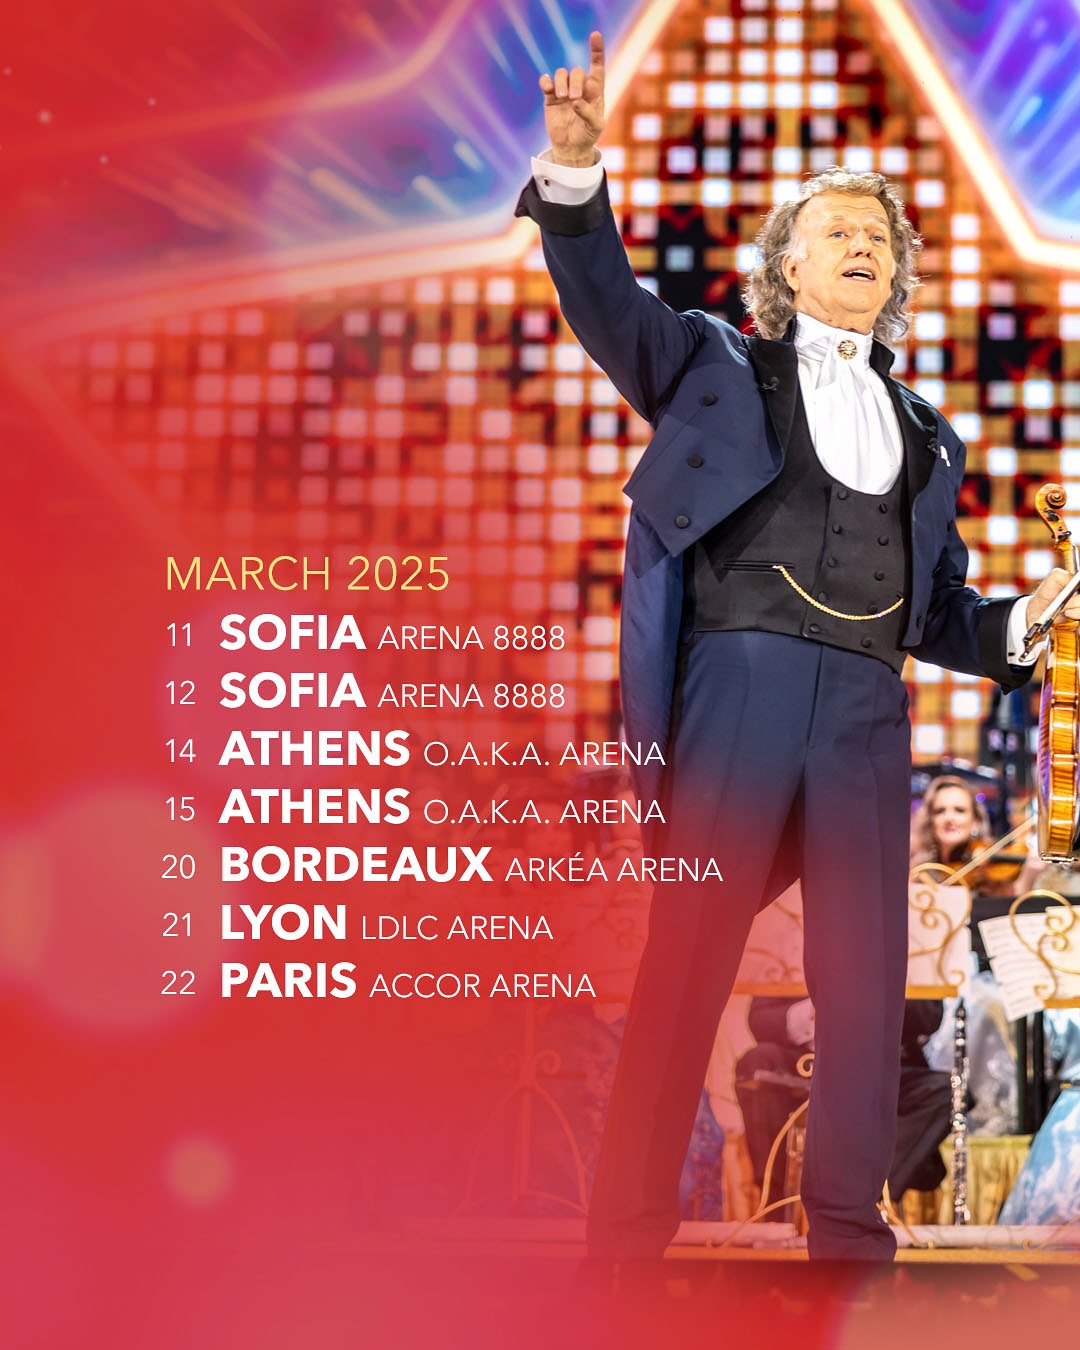 MARCH 2025
11 SOFIA ARENA 8888
12 SOFIA ARENA 8888
14 ATHENS O.A.K.A. ARENA
15 ATHENS O.A.K.A. ARENA
20 BORDEAUX ARKÉA ARENA
21 LYON LDLC ARENA
22 PARIS ACCOR ARENA